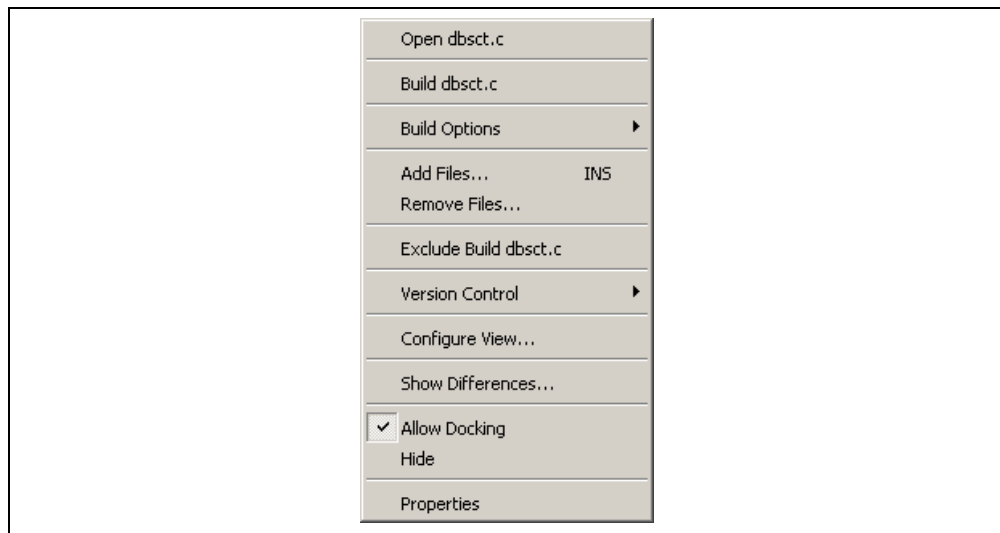 Open dbsct.c
Build dbsct.c
Build Options
Add Files... INS
Remove Files...
Exclude Build dbsct.c
Version Control
Configure View...
Show Differences...
Allow Docking
Hide
Properties